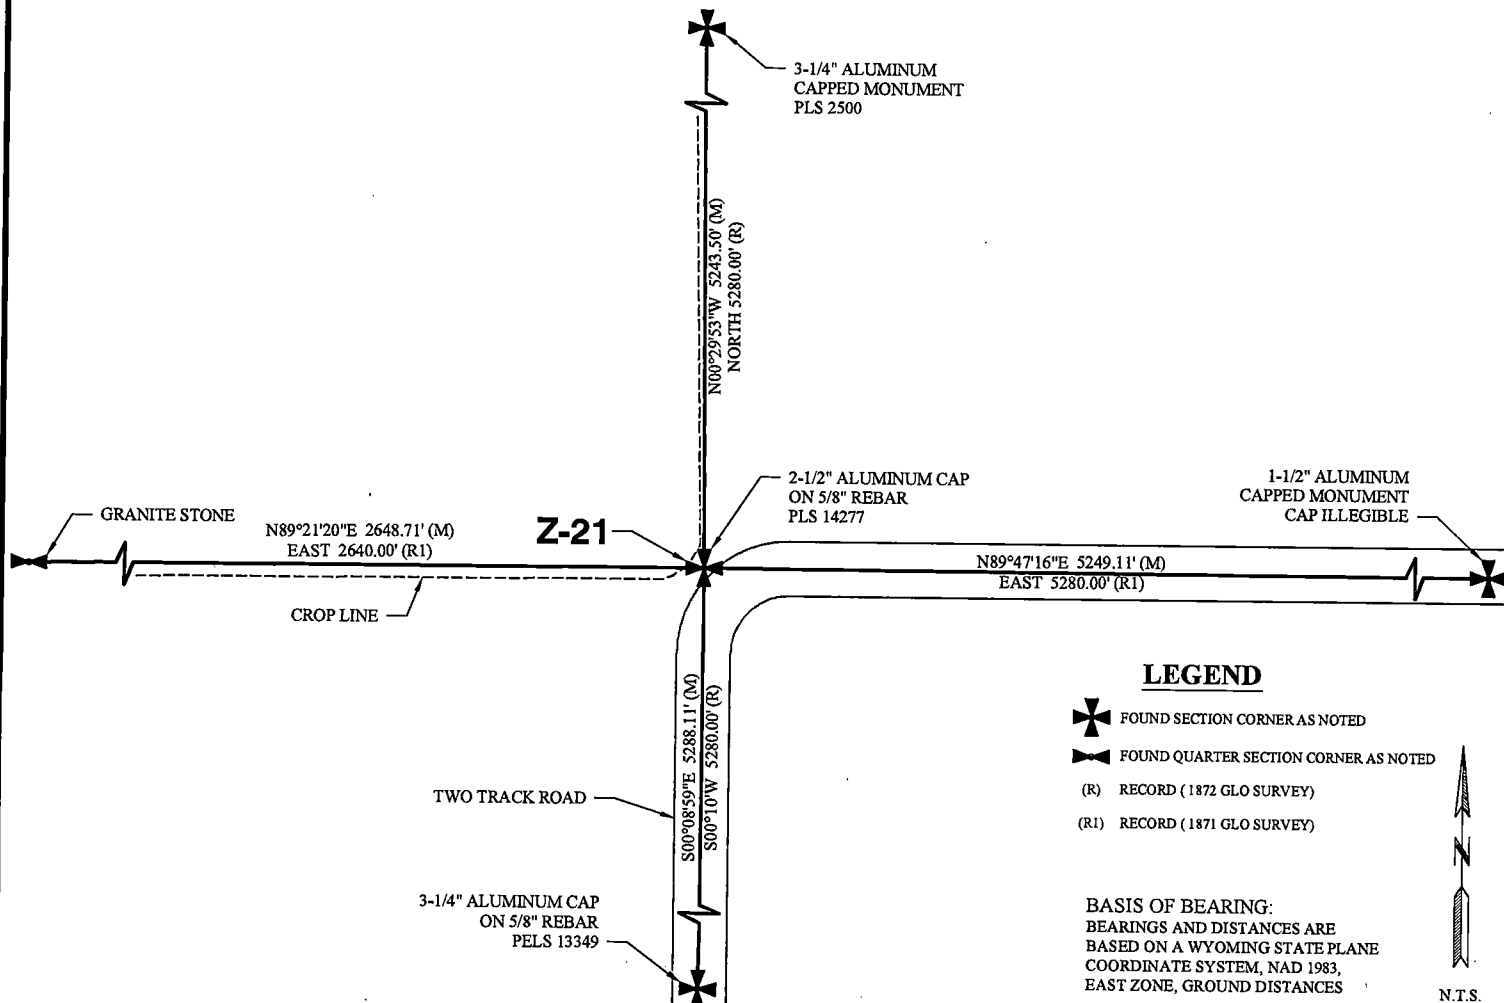 3-1/4" ALUMINUM
CAPPED MONUMENT
PLS 2500
N00°29'53"W 5243.50' (M)
NORTH 5280.00' (R)
2-1/2" ALUMINUM CAP
ON 5/8" REBAR
PLS 14277
1-1/2" ALUMINUM
CAPPED MONUMENT
CAP ILLEGIBLE
GRANITE STONE
N89°21'20"E 2648.71' (M)
EAST 2640.00' (R1)
Z-21
N89°47'16"E 5249.11' (M)
EAST 5280.00' (R1)
CROP LINE
S00°08'59"E 5288.11' (M)
S00°10'W 5280.00' (R)
TWO TRACK ROAD
3-1/4" ALUMINUM CAP
ON 5/8" REBAR
PELS 13349
LEGEND
FOUND SECTION CORNER AS NOTED
FOUND QUARTER SECTION CORNER AS NOTED
(R) RECORD ( 1872 GLO SURVEY)
(R1) RECORD ( 1871 GLO SURVEY)
N
BASIS OF BEARING:
BEARINGS AND DISTANCES ARE
BASED ON A WYOMING STATE PLANE
COORDINATE SYSTEM, NAD 1983,
EAST ZONE, GROUND DISTANCES
N.T.S.